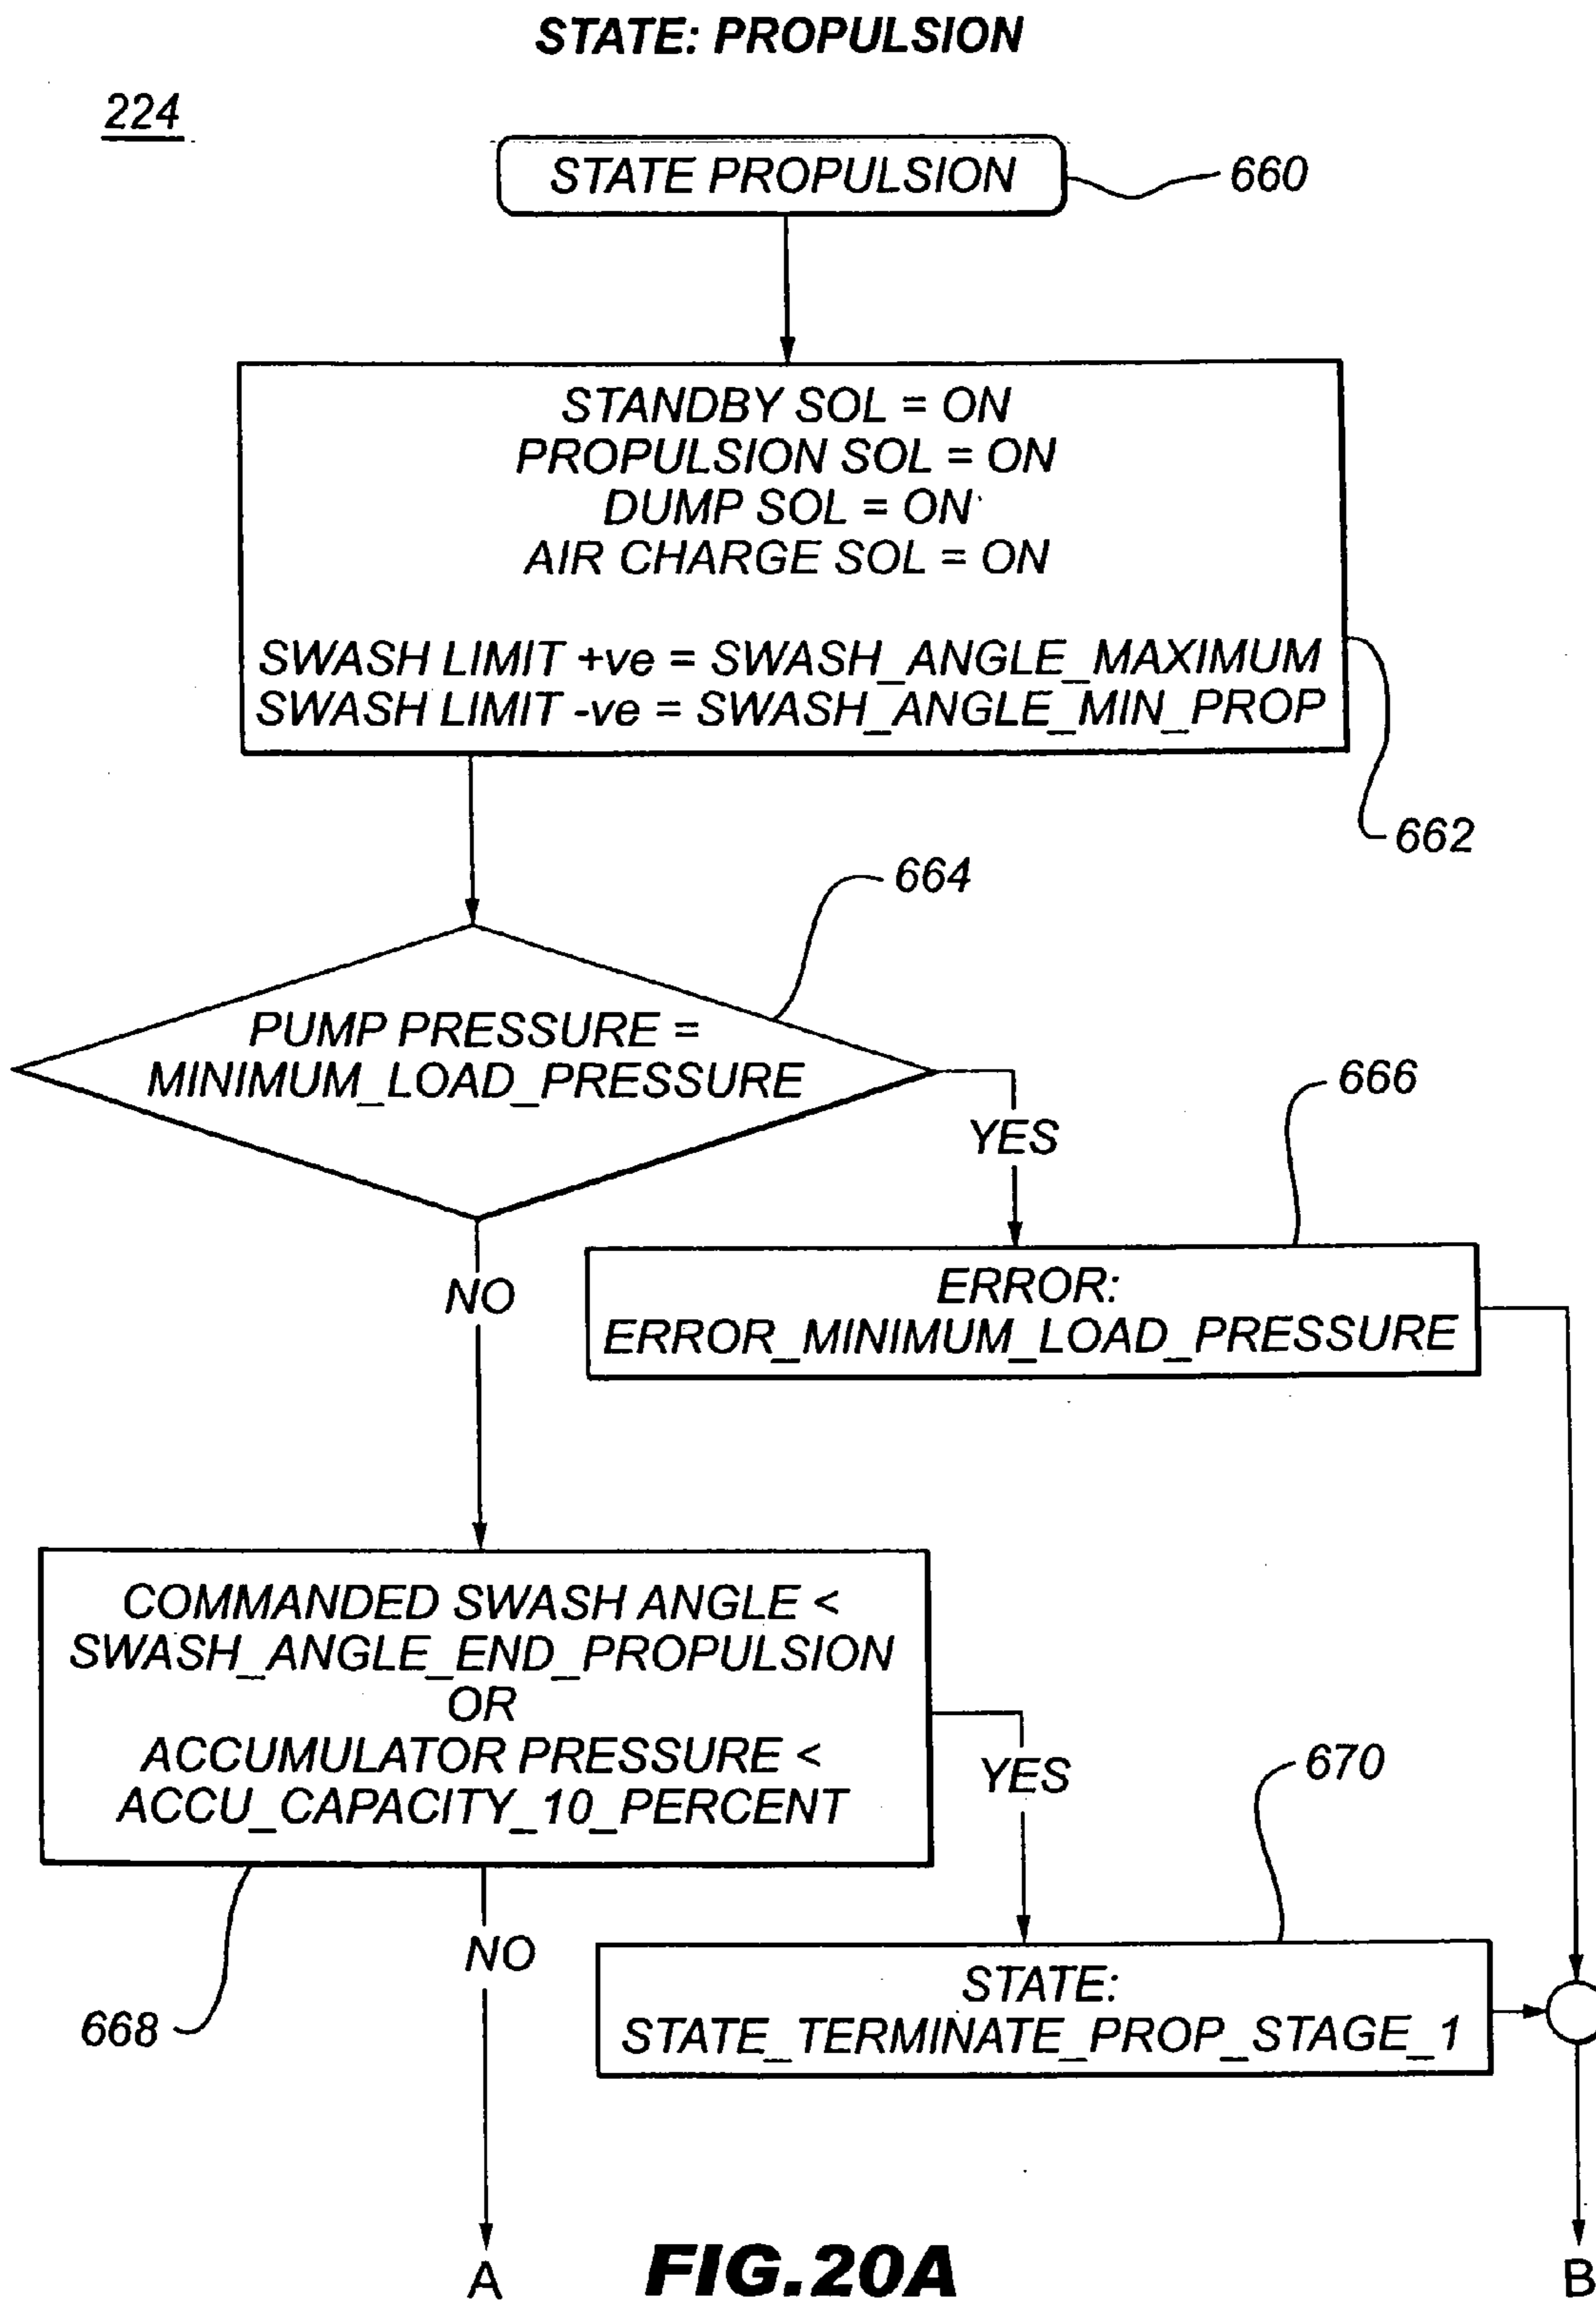 STATE: PROPULSION
224
STATE PROPULSION
660
STANDBY SOL = ON
PROPULSION SOL = ON
DUMP SOL = ON
AIR CHARGE SOL = ON
SWASH LIMIT +ve = SWASH_ANGLE_MAXIMUM
SWASH LIMIT -ve = SWASH_ANGLE_MIN_PROP
662
664
PUMP PRESSURE =
MINIMUM_LOAD_PRESSURE
YES
666
NO
ERROR:
ERROR_MINIMUM_LOAD_PRESSURE
COMMANDED SWASH ANGLE <
SWASH_ANGLE_END_PROPULSION
OR
ACCUMULATOR PRESSURE <
ACCU_CAPACITY_10_PERCENT
YES
670
NO
668
STATE:
STATE_TERMINATE_PROP_STAGE_1
A
FIG.20A
B